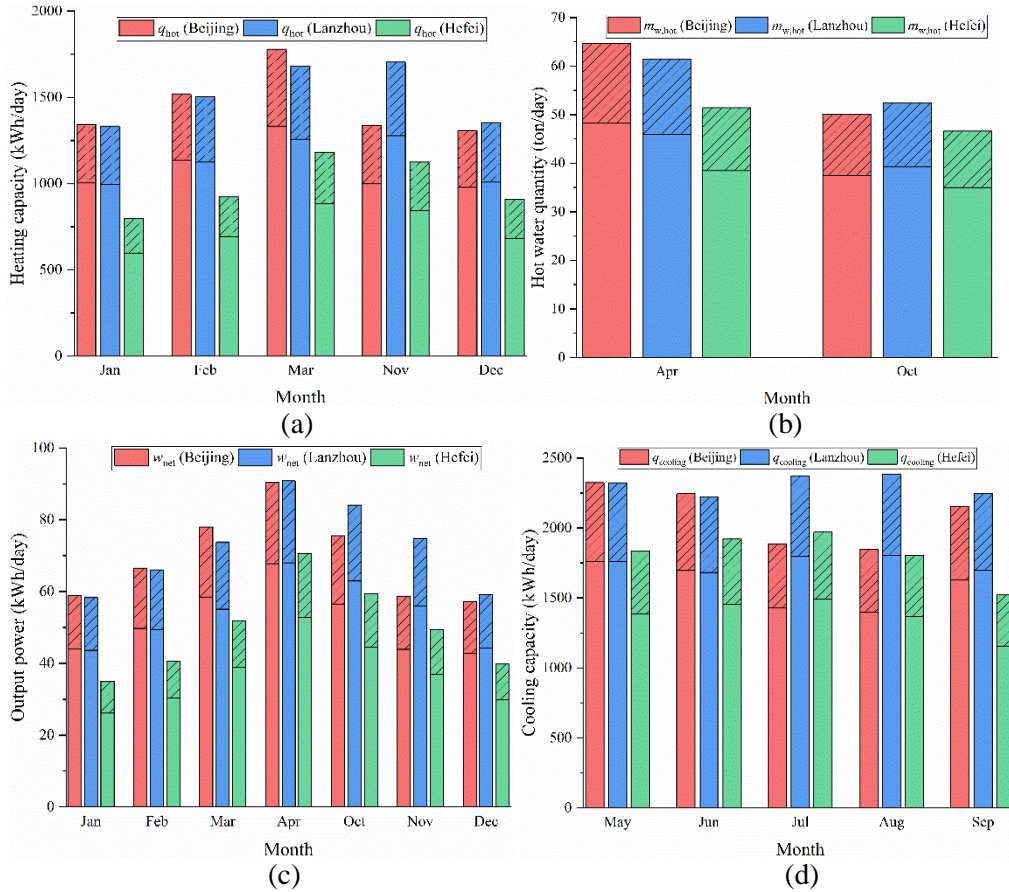 q_hot (Beijing) q_hot (Lanzhou) q_hot (Hefei)
2000
1500
1000
500
0
Heating capacity (kWh/day)
Jan Feb Mar Nov Dec
Month
(a)
m_w,hot (Beijing) m_w,hot (Lanzhou) m_w,hot (Hefei)
70
60
50
40
30
20
10
0
Hot water quantity (ton/day)
Apr Oct
Month
(b)
w_net (Beijing) w_net (Lanzhou) w_net (Hefei)
100
80
60
40
20
0
Output power (kWh/day)
Jan Feb Mar Apr Oct Nov Dec
Month
(c)
q_cooling (Beijing) q_cooling (Lanzhou) q_cooling (Hefei)
2500
2000
1500
1000
500
0
Cooling capacity (kWh/day)
May Jun Jul Aug Sep
Month
(d)